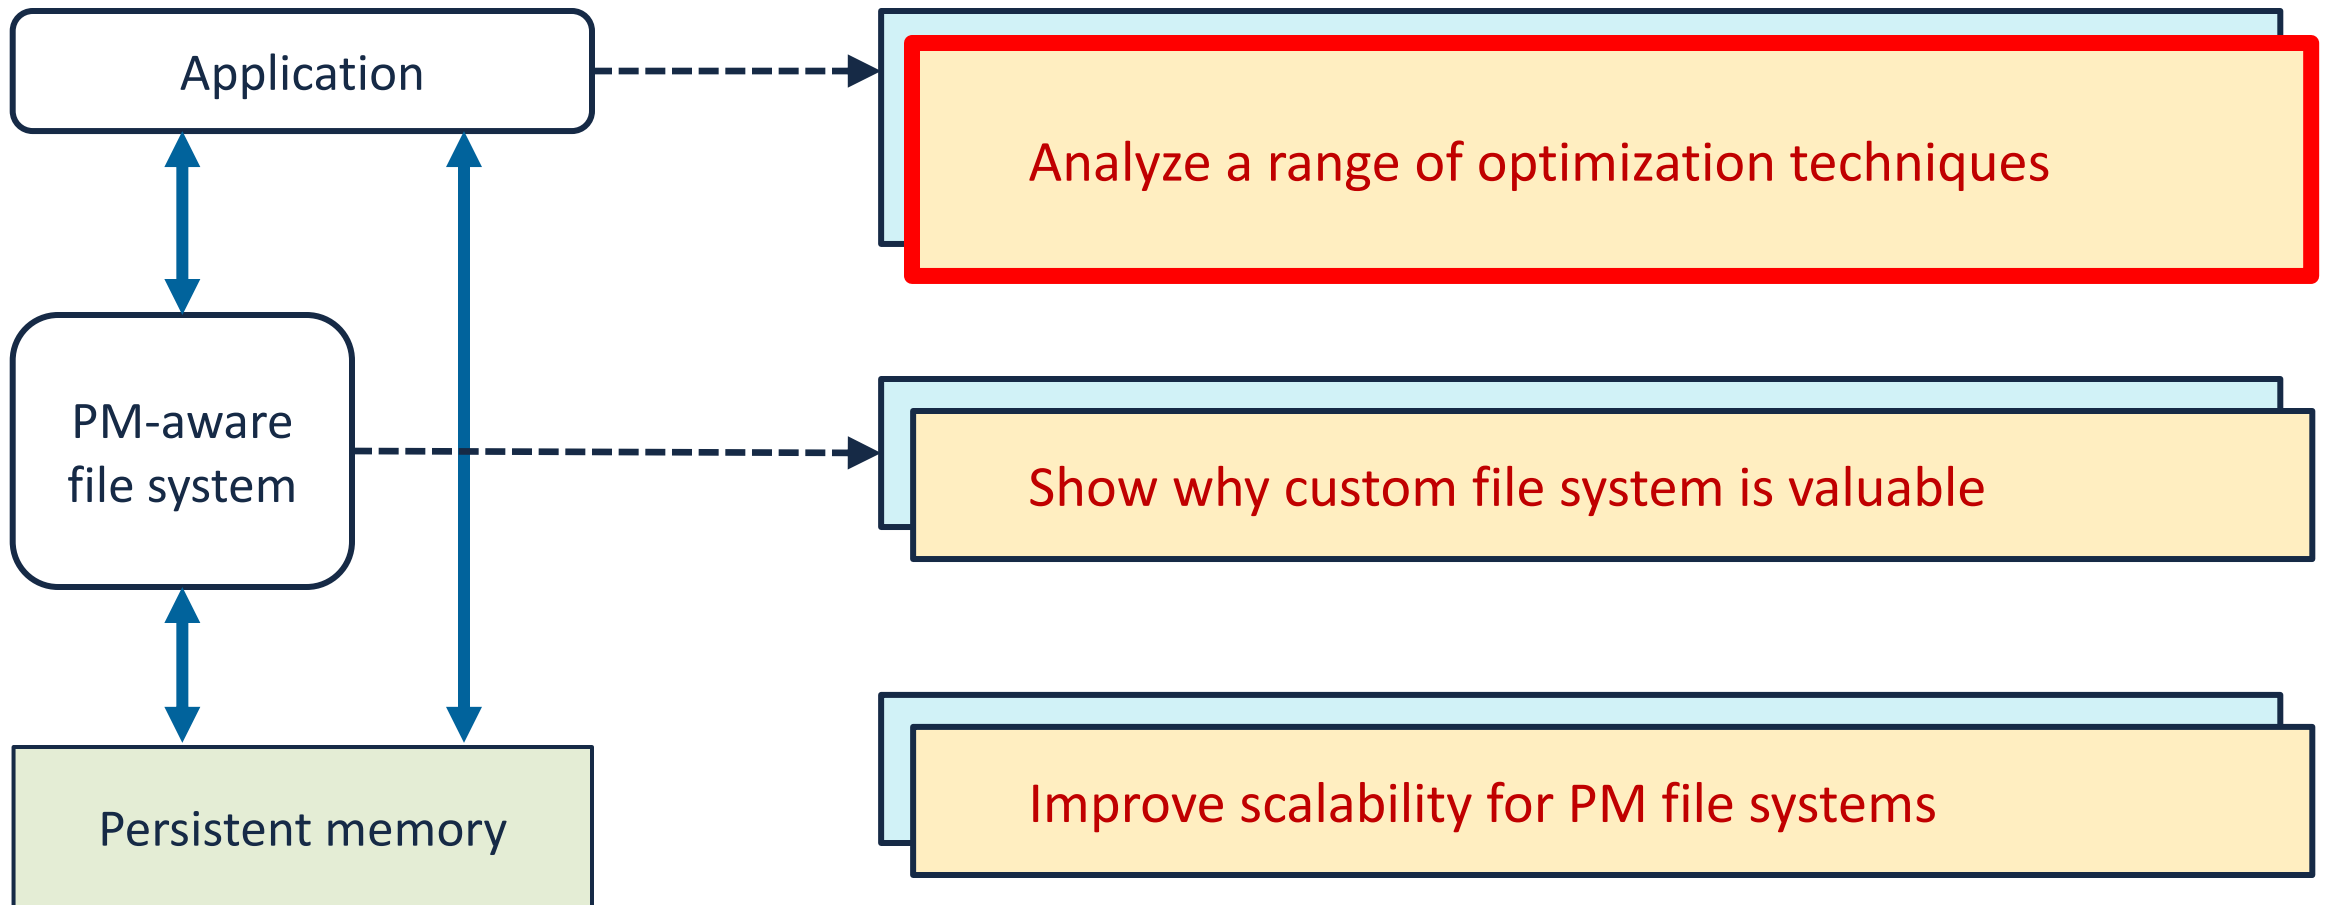 Application
Analyze a range of optimization techniques
PM-aware
file system
Show why custom file system is valuable
Improve scalability for PM file systems
Persistent memory